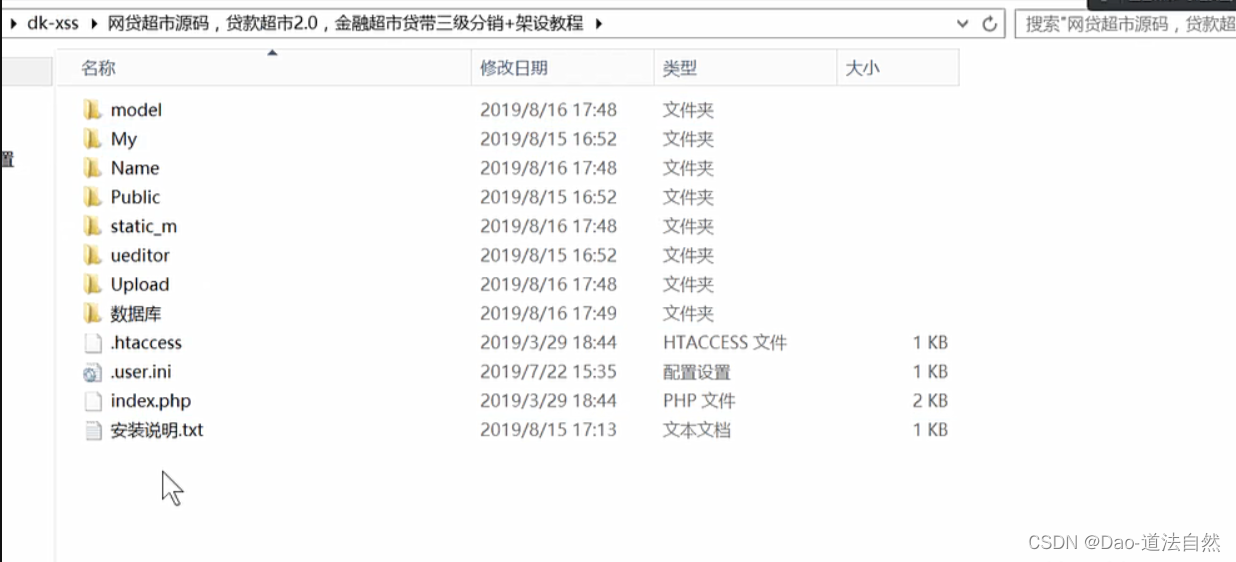 dk-xss 网贷超市源码，贷款超市2.0，金融超市贷带三级分销+架设教程 搜索"网贷超市源码，贷款超
名称 修改日期 类型 大小
model 2019/8/16 17:48 文件夹
My 2019/8/15 16:52 文件夹
置
Name 2019/8/16 17:48 文件夹
Public 2019/8/15 16:52 文件夹
static_m 2019/8/16 17:48 文件夹
ueditor 2019/8/15 16:52 文件夹
Upload 2019/8/16 17:48 文件夹
数据库 2019/8/16 17:49 文件夹
.htaccess 2019/3/29 18:44 HTACCESS 文件 1 KB
.user.ini 2019/7/22 15:35 配置设置 1 KB
index.php 2019/3/29 18:44 PHP 文件 2 KB
安装说明.txt 2019/8/15 17:13 文本文档 1 KB
CSDN @Dao-道法自然